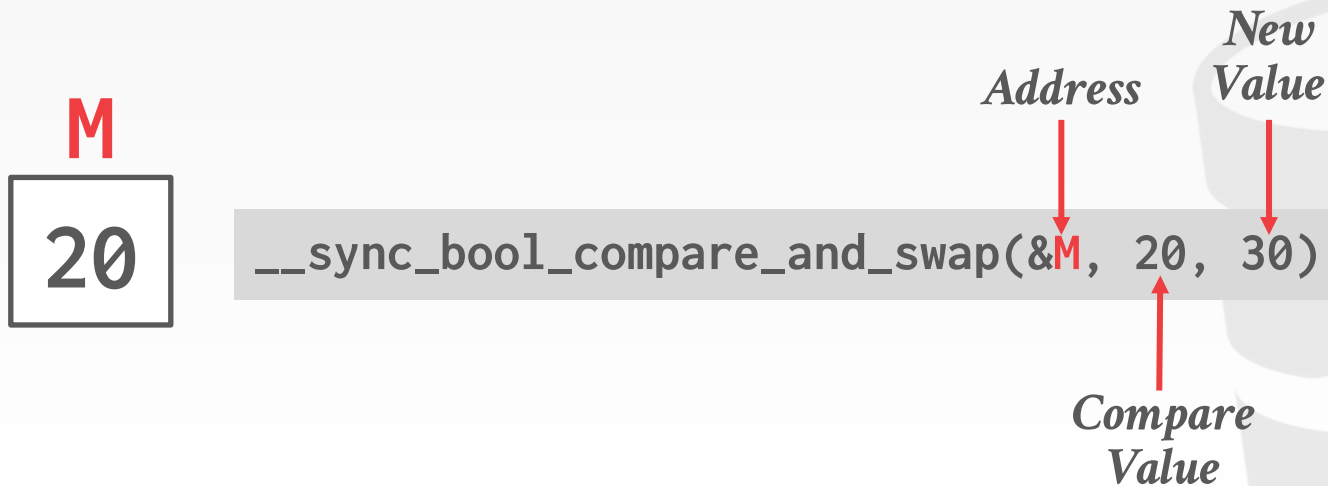 New
Value
Address
M
20
__sync_bool_compare_and_swap(&M, 20, 30)
Compare
Value